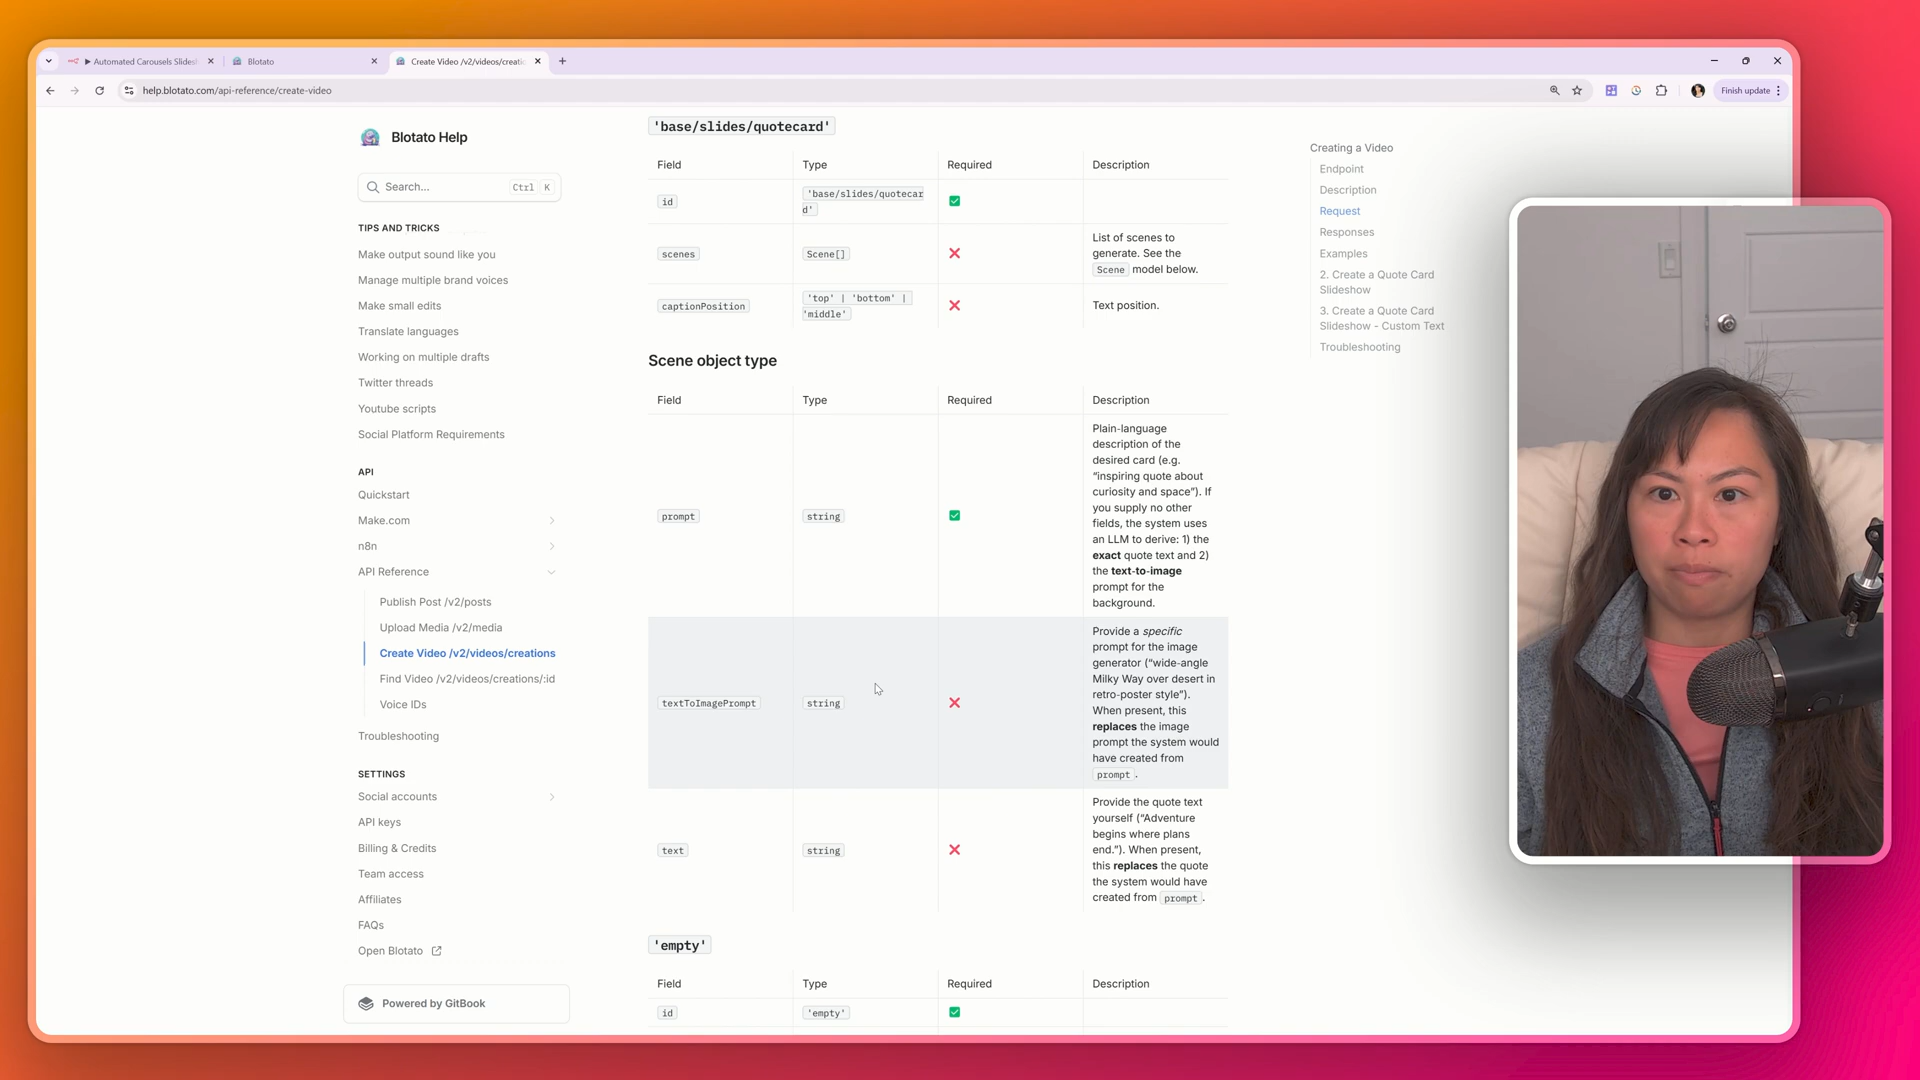 ▶ Automated Carousels Slides
Blotato
Create Video /v2/videos/creati
help.blotato.com/api-reference/create-video
Finish update
Blotato Help
Search...
Ctrl K
TIPS AND TRICKS
Make output sound like you
Manage multiple brand voices
Make small edits
Translate languages
Working on multiple drafts
Twitter threads
Youtube scripts
Social Platform Requirements
API
Quickstart
Make.com
n8n
API Reference
Publish Post /v2/posts
Upload Media /v2/media
Create Video /v2/videos/creations
Find Video /v2/videos/creations/:id
Voice IDs
Troubleshooting
SETTINGS
Social accounts
API keys
Billing & Credits
Team access
Affiliates
FAQs
Open Blotato
Powered by GitBook
'base/slides/quotecard'
Field Type Required Description
id
'base/slides/quotecar
d'
scenes
Scene[]
List of scenes to
generate. See the
Scene model below.
captionPosition
'top' | 'bottom' |
'middle'
Text position.
Scene object type
Field Type Required Description
prompt
string
Plain-language
description of the
desired card (e.g.
“inspiring quote about
curiosity and space”). If
you supply no other
fields, the system uses
an LLM to derive: 1) the
exact quote text and 2)
the text-to-image
prompt for the
background.
textToImagePrompt
string
Provide a specific
prompt for the image
generator (“wide-angle
Milky Way over desert in
retro-poster style”).
When present, this
replaces the image
prompt the system would
have created from
prompt .
text
string
Provide the quote text
yourself (“Adventure
begins where plans
end.”). When present,
this replaces the quote
the system would have
created from prompt .
'empty'
Field Type Required Description
id
'empty'
Creating a Video
Endpoint
Description
Request
Responses
Examples
2. Create a Quote Card
Slideshow
3. Create a Quote Card
Slideshow - Custom Text
Troubleshooting